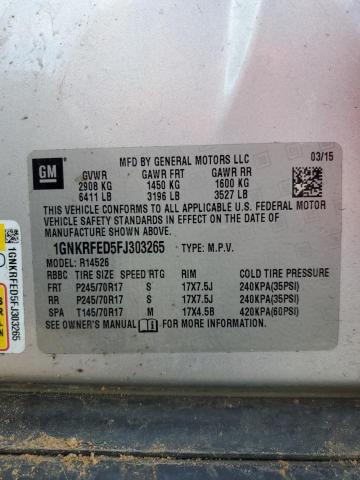 GM
MFD BY GENERAL MOTORS LLC 03/15
GVWR GAWR FRT GAWR RR
2908 KG 1450 KG 1600 KG
6411 LB 3196 LB 3527 LB
THIS VEHICLE CONFORMS TO ALL APPLICABLE U.S. FEDERAL MOTOR
VEHICLE SAFETY STANDARDS IN EFFECT ON THE DATE OF
MANUFACTURE SHOWN ABOVE.
1GNKRFED5FJ303265 TYPE: M.P.V.
MODEL: R14526
RBBC TIRE SIZE SPEED RTG RIM COLD TIRE PRESSURE
FRT P245/70R17 S 17X7.5J 240KPA(35PSI)
RR P245/70R17 S 17X7.5J 240KPA(35PSI)
SPA T145/70R17 M 17X4.5B 420KPA(60PSI)
SEE OWNER'S MANUAL FOR MORE INFORMATION
1GNKRFED5FJ303265